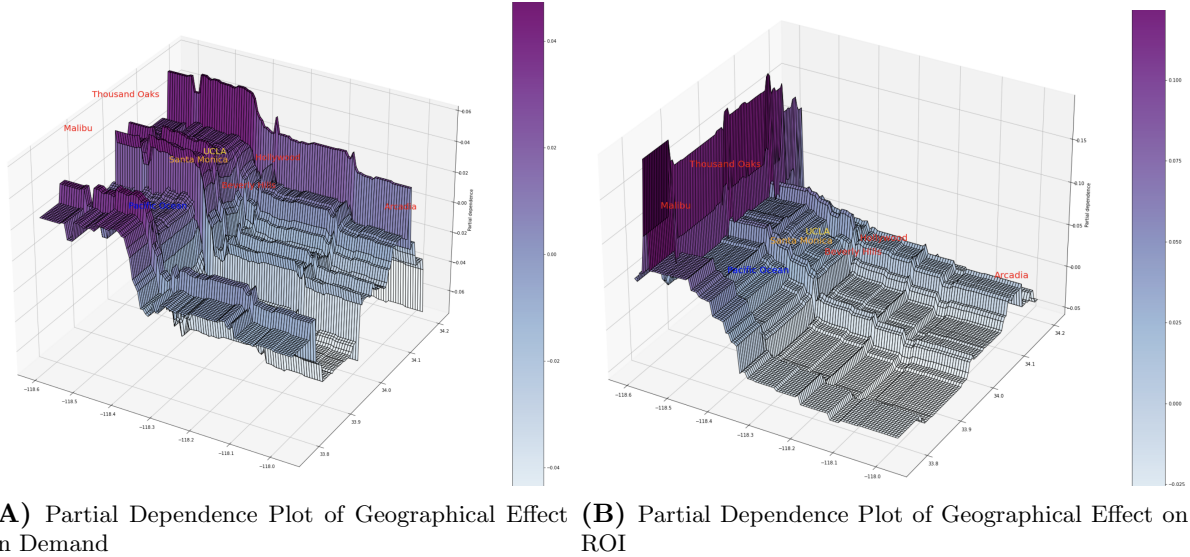 Thousand Oaks
Malibu
UCLA
Santa Monica
Pacific Ocean
Arcadia
Partial dependence
0.06
0.04
0.02
0.00
−0.02
−0.04
−0.06
−118.6
−118.5
−118.4
−118.3
−118.2
−118.1
−118.0
33.8
33.9
34.0
34.1
34.2
0.04
0.02
0.00
−0.02
−0.04
Thousand Oaks
Malibu
UCLA
Santa Monica
Pacific Ocean
Arcadia
Partial dependence
0.15
0.10
0.05
0.00
−0.05
−118.6
−118.5
−118.4
−118.3
−118.2
−118.1
−118.0
33.8
33.9
34.0
34.1
34.2
0.100
0.075
0.050
0.025
0.000
−0.025
A) Partial Dependence Plot of Geographical Effect
n Demand
(B) Partial Dependence Plot of Geographical Effect on
ROI